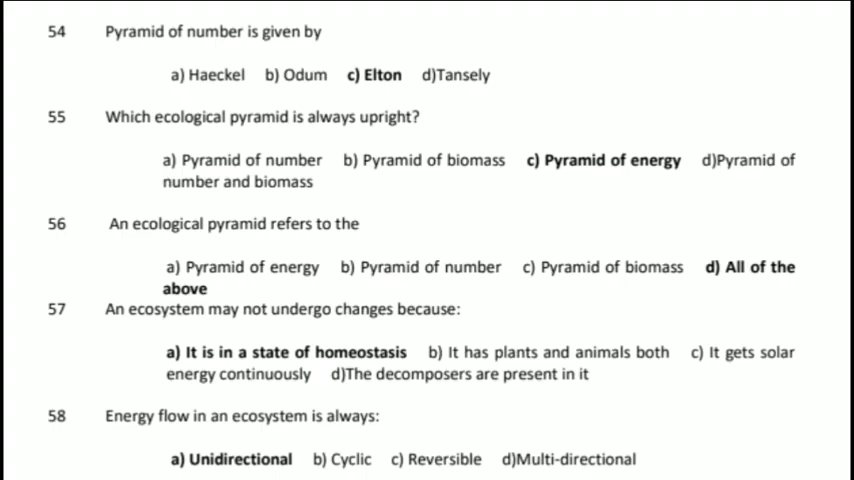 54 Pyramid of number is given by
a) Haeckel b) Odum c) Elton d)Tansely
55 Which ecological pyramid is always upright?
a) Pyramid of number b) Pyramid of biomass c) Pyramid of energy d)Pyramid of
number and biomass
56 An ecological pyramid refers to the
a) Pyramid of energy b) Pyramid of number c) Pyramid of biomass d) All of the
above
57 An ecosystem may not undergo changes because:
a) It is in a state of homeostasis b) It has plants and animals both c) It gets solar
energy continuously d)The decomposers are present in it
58 Energy flow in an ecosystem is always:
a) Unidirectional b) Cyclic c) Reversible d)Multi-directional